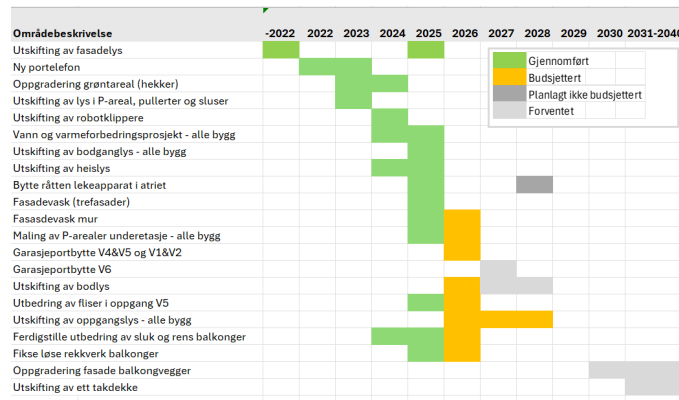 Områdebeskrivelse -2022 2022 2023 2024 2025 2026 2027 2028 2029 2030 2031-2040
Utskifting av fasadelys
Gjennomført
Ny portelefon
Budsjettert
Oppgradering grøntareal (hekker)
Planlagt ikke budsjettert
Utskifting av lys i P-areal, pullerter og sluser
Forventet
Utskifting av robotklippere
Vann og varmeforbedringsprosjekt - alle bygg
Utskifting av bodganglys - alle bygg
Utskifting av heislys
Bytte råtten lekeapparat i atriet
Fasadevask (trefasader)
Fasasdevask mur
Maling av P-arealer underetasje - alle bygg
Garasjeportbytte V4&V5 og V1&V2
Garasjeportbytte V6
Utskifting av bodlys
Utbedring av fliser i oppgang V5
Utskifting av oppgangslys - alle bygg
Ferdigstille utbedring av sluk og rens balkonger
Fikse løse rekkverk balkonger
Oppgradering fasade balkongvegger
Utskifting av ett takdekke